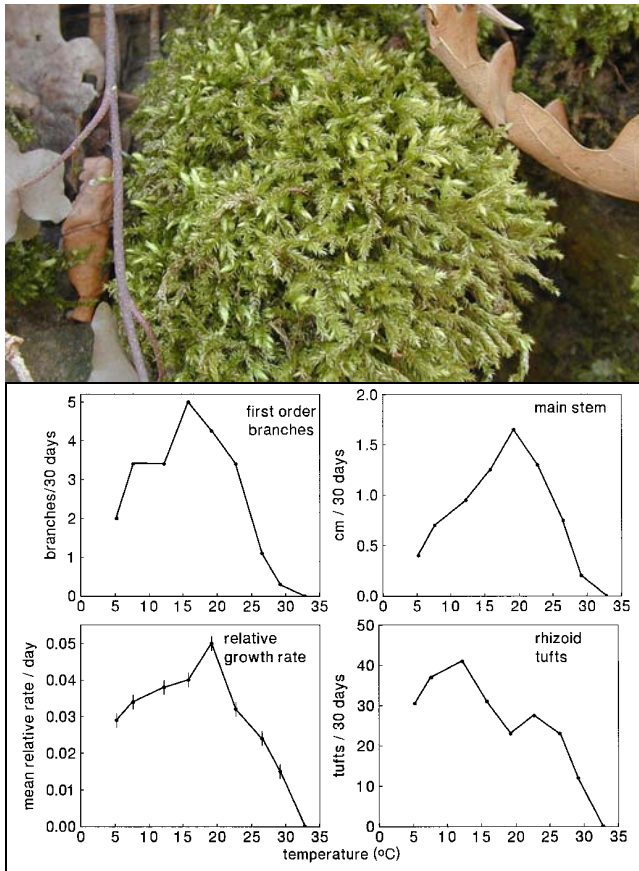 first order
branches
branches/30 days
5
4
3
2
1
0
0 5 10 15 20 25 30 35
main stem
cm / 30 days
2.0
1.5
1.0
0.5
0.0
0 5 10 15 20 25 30 35
relative
growth rate
mean relative rate / day
0.05
0.04
0.03
0.02
0.01
0.00
0 5 10 15 20 25 30 35
rhizoid
tufts
tufts / 30 days
50
40
30
20
10
0
0 5 10 15 20 25 30 35
temperature (ºC)